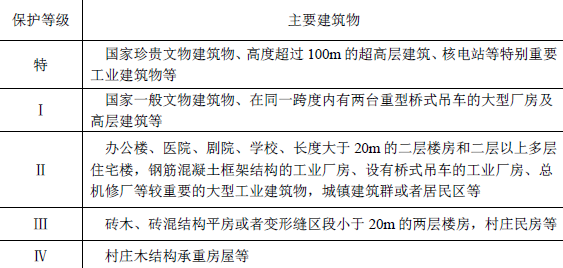 保护等级 主要建筑物
特 国家珍贵文物建筑物、高度超过 100m 的超高层建筑、核电站等特别重要
工业建筑物等
Ⅰ 国家一般文物建筑物、在同一跨度内有两台重型桥式吊车的大型厂房及
高层建筑等
Ⅱ 办公楼、医院、剧院、学校、长度大于 20m 的二层楼房和二层以上多层
住宅楼，钢筋混凝土框架结构的工业厂房、设有桥式吊车的工业厂房、总
机修厂等较重要的大型工业建筑物，城镇建筑群或者居民区等
Ⅲ 砖木、砖混结构平房或者变形缝区段小于 20m 的两层楼房，村庄民房等
Ⅳ 村庄木结构承重房屋等